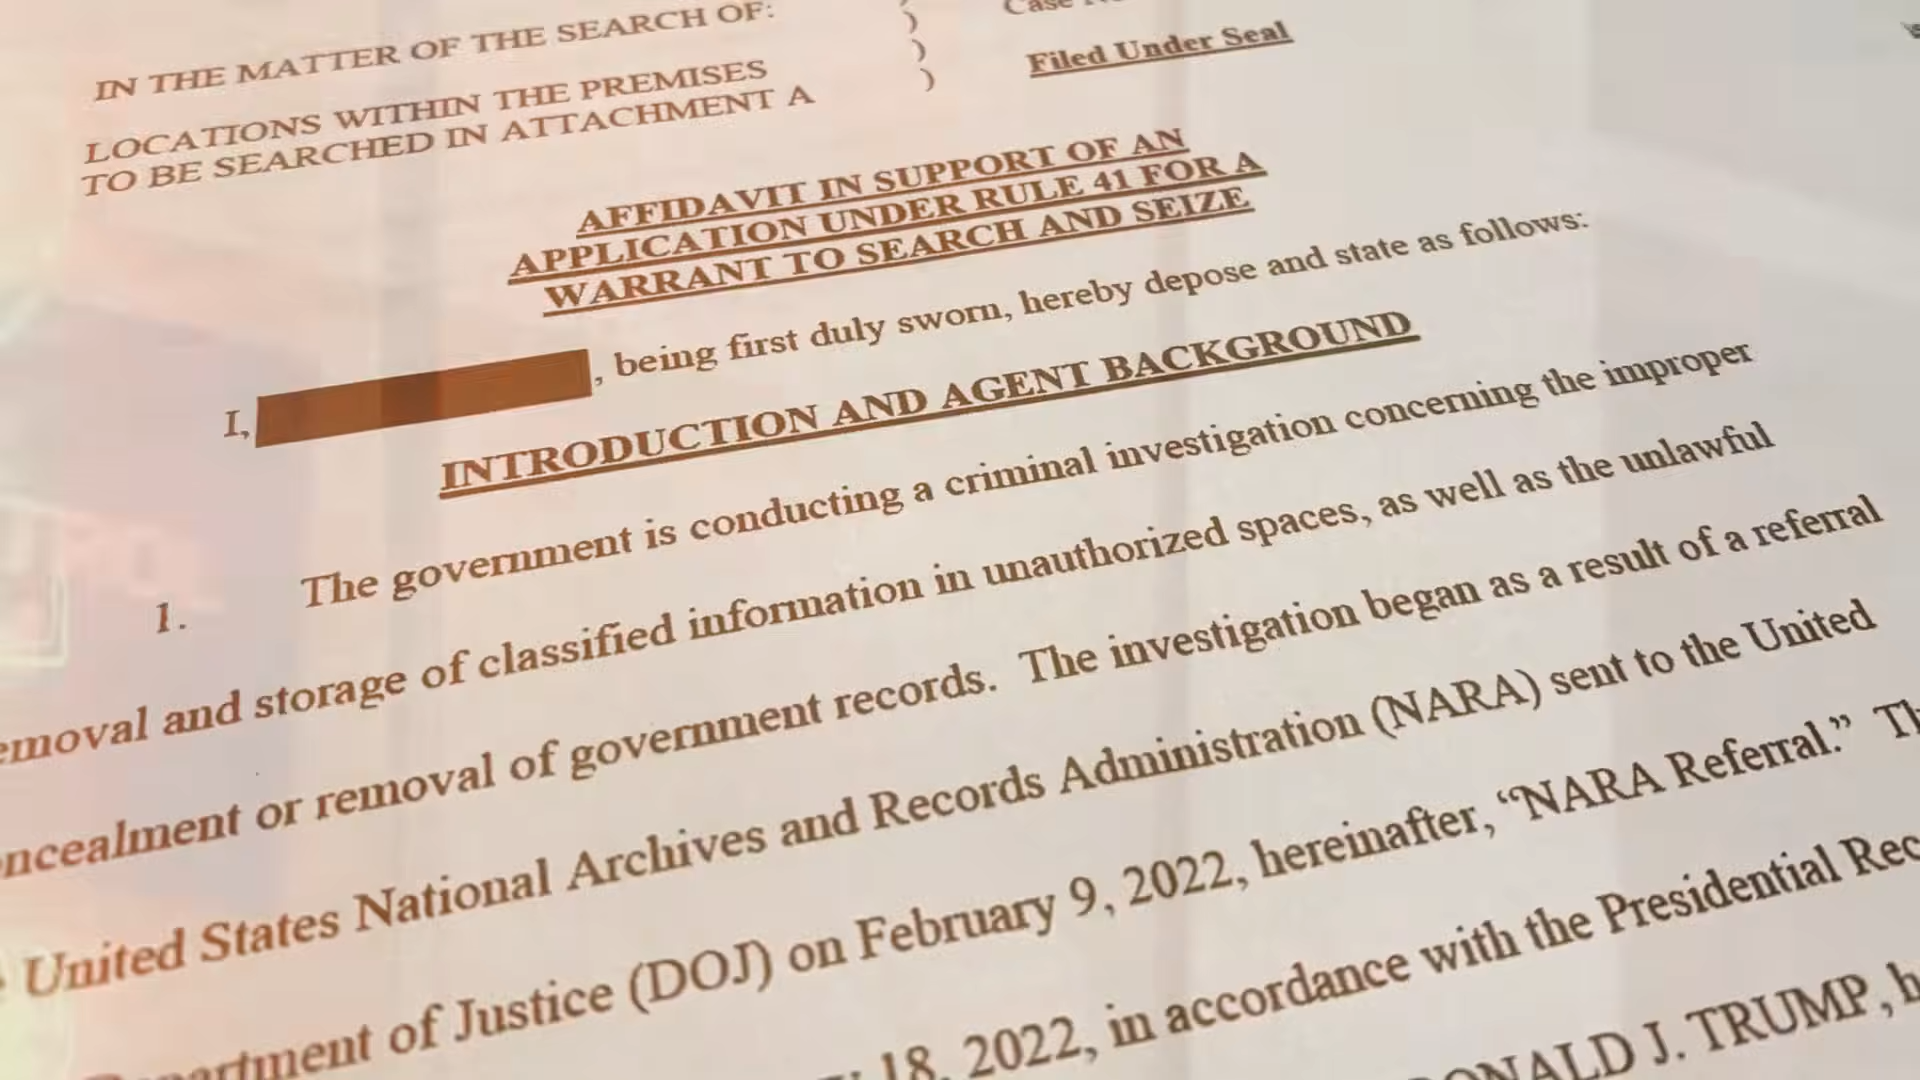 IN THE MATTER OF THE SEARCH OF:
)
)
)
Filed Under Seal
LOCATIONS WITHIN THE PREMISES
TO BE SEARCHED IN ATTACHMENT A
AFFIDAVIT IN SUPPORT OF AN
APPLICATION UNDER RULE 41 FOR A
WARRANT TO SEARCH AND SEIZE
I, , being first duly sworn, hereby depose and state as follows:
INTRODUCTION AND AGENT BACKGROUND
1. The government is conducting a criminal investigation concerning the improper
emoval and storage of classified information in unauthorized spaces, as well as the unlawful
ncealment or removal of government records. The investigation began as a result of a referral
United States National Archives and Records Administration (NARA) sent to the United
partment of Justice (DOJ) on February 9, 2022, hereinafter, “NARA Referral.” Th
18, 2022, in accordance with the Presidential Rec
ONALD J. TRUMP, h